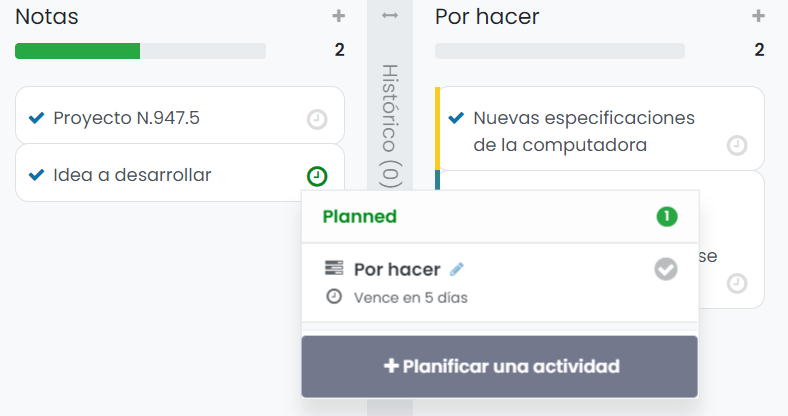 Notas
2
Proyecto N.947.5
Idea a desarrollar
Histórico (0)
Por hacer
2
Nuevas especificaciones
de la computadora
se
Planned
1
Por hacer
Vence en 5 días
Planificar una actividad